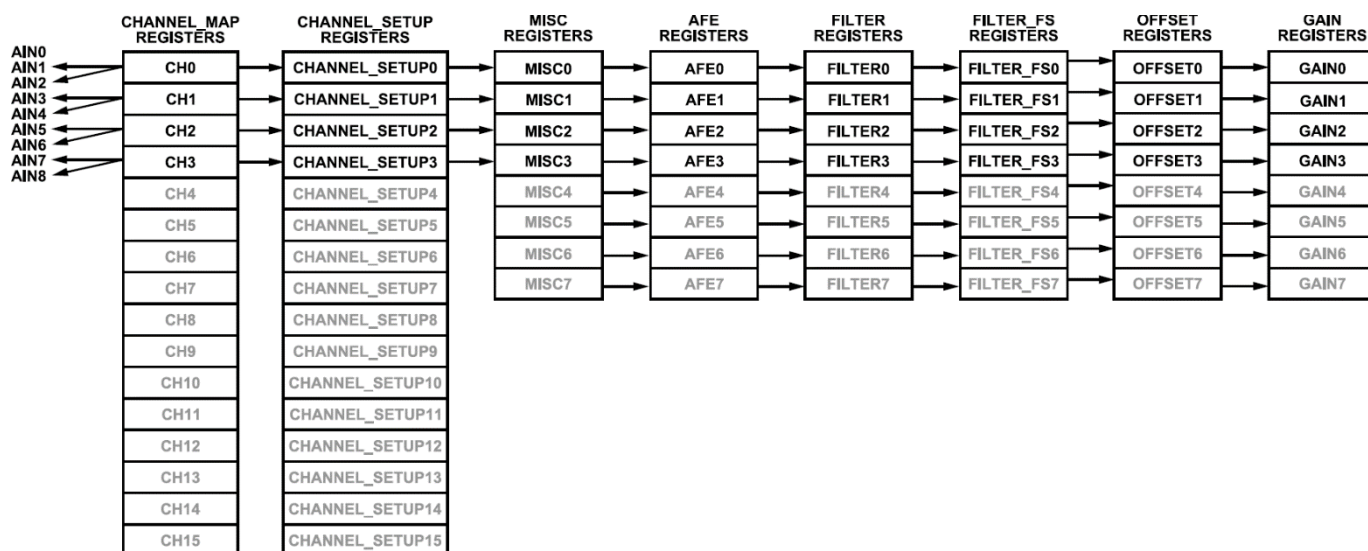 CHANNEL_MAP REGISTERS CHANNEL_SETUP REGISTERS MISC REGISTERS AFE REGISTERS FILTER REGISTERS FILTER_FS REGISTERS OFFSET REGISTERS GAIN REGISTERS
AIN0
AIN1
AIN2
AIN3
AIN4
AIN5
AIN6
AIN7
AIN8
CH0 CHANNEL_SETUP0 MISC0 AFE0 FILTER0 FILTER_FS0 OFFSET0 GAIN0
CH1 CHANNEL_SETUP1 MISC1 AFE1 FILTER1 FILTER_FS1 OFFSET1 GAIN1
CH2 CHANNEL_SETUP2 MISC2 AFE2 FILTER2 FILTER_FS2 OFFSET2 GAIN2
CH3 CHANNEL_SETUP3 MISC3 AFE3 FILTER3 FILTER_FS3 OFFSET3 GAIN3
CH4 CHANNEL_SETUP4 MISC4 AFE4 FILTER4 FILTER_FS4 OFFSET4 GAIN4
CH5 CHANNEL_SETUP5 MISC5 AFE5 FILTER5 FILTER_FS5 OFFSET5 GAIN5
CH6 CHANNEL_SETUP6 MISC6 AFE6 FILTER6 FILTER_FS6 OFFSET6 GAIN6
CH7 CHANNEL_SETUP7 MISC7 AFE7 FILTER7 FILTER_FS7 OFFSET7 GAIN7
CH8 CHANNEL_SETUP8
CH9 CHANNEL_SETUP9
CH10 CHANNEL_SETUP10
CH11 CHANNEL_SETUP11
CH12 CHANNEL_SETUP12
CH13 CHANNEL_SETUP13
CH14 CHANNEL_SETUP14
CH15 CHANNEL_SETUP15